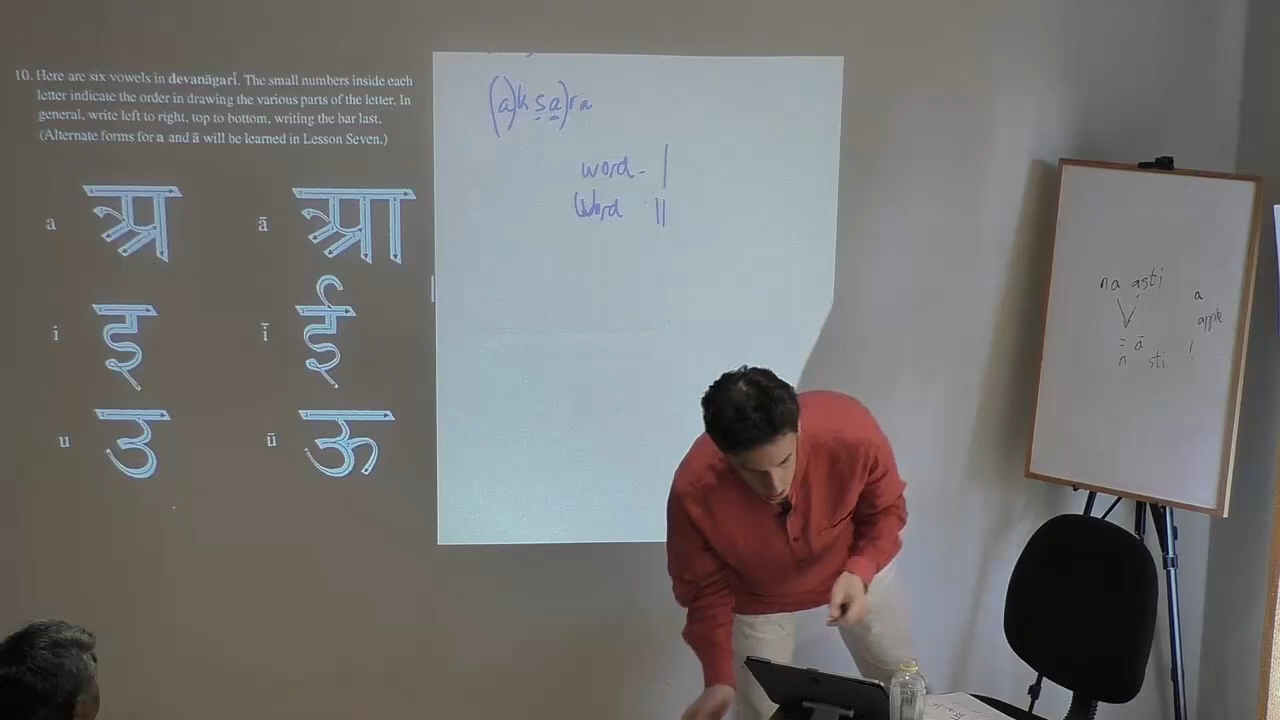 10. Here are six vowels in devanāgarī. The small numbers inside each
letter indicate the order in drawing the various parts of the letter. In
general, write left to right, top to bottom, writing the bar last.
(Alternate forms for a and ā will be learned in Lesson Seven.)
a अ ā आ
i इ ī ई
u उ ū ऊ
(a)kṣa)ra
word - |
Word ||
na asti
a
apple
ā
n sti !